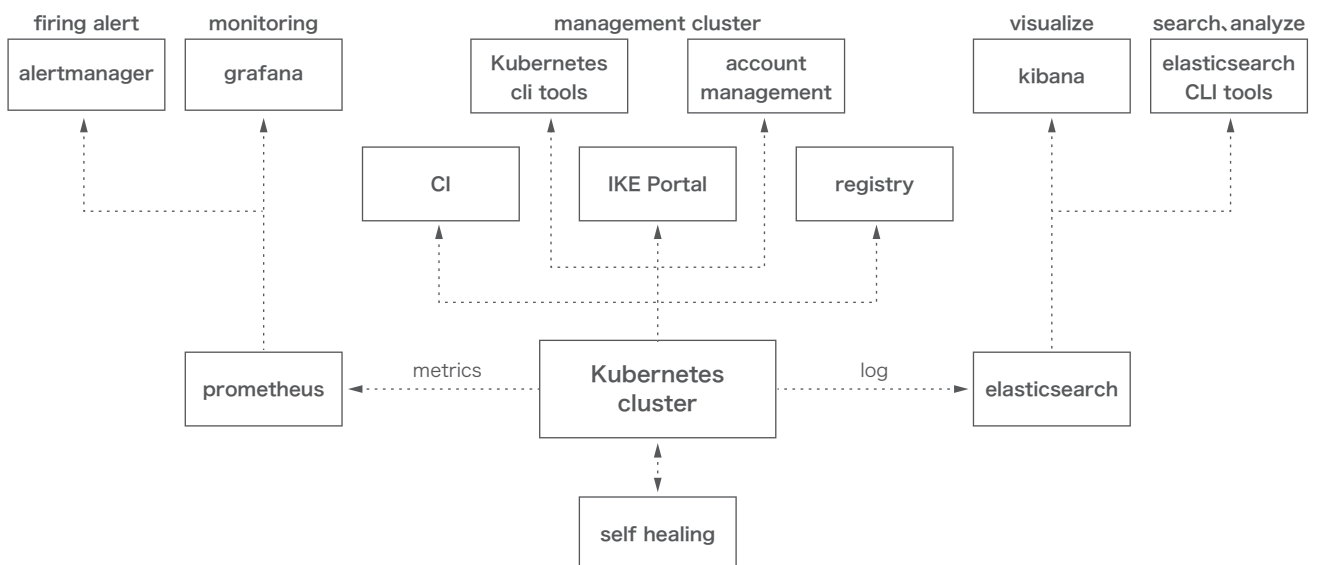 firing alert
monitoring
management cluster
visualize
search、analyze
alertmanager
grafana
Kubernetes
cli tools
account
management
kibana
elasticsearch
CLI tools
CI
IKE Portal
registry
prometheus
metrics
Kubernetes
cluster
log
elasticsearch
self healing